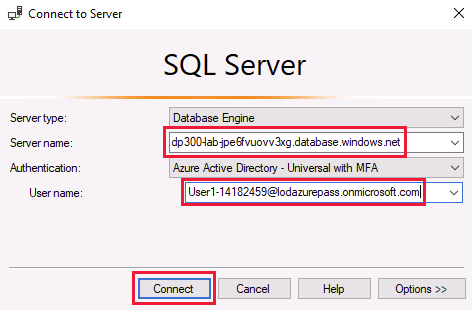 Connect to Server
SQL Server
Server type: Database Engine
Server name: dp300-lab-jpe6fvuovv3xg.database.windows.net
Authentication: Azure Active Directory - Universal with MFA
User name: User1-14182459@lodazurepass.onmicrosoft.com
Connect Cancel Help Options >>